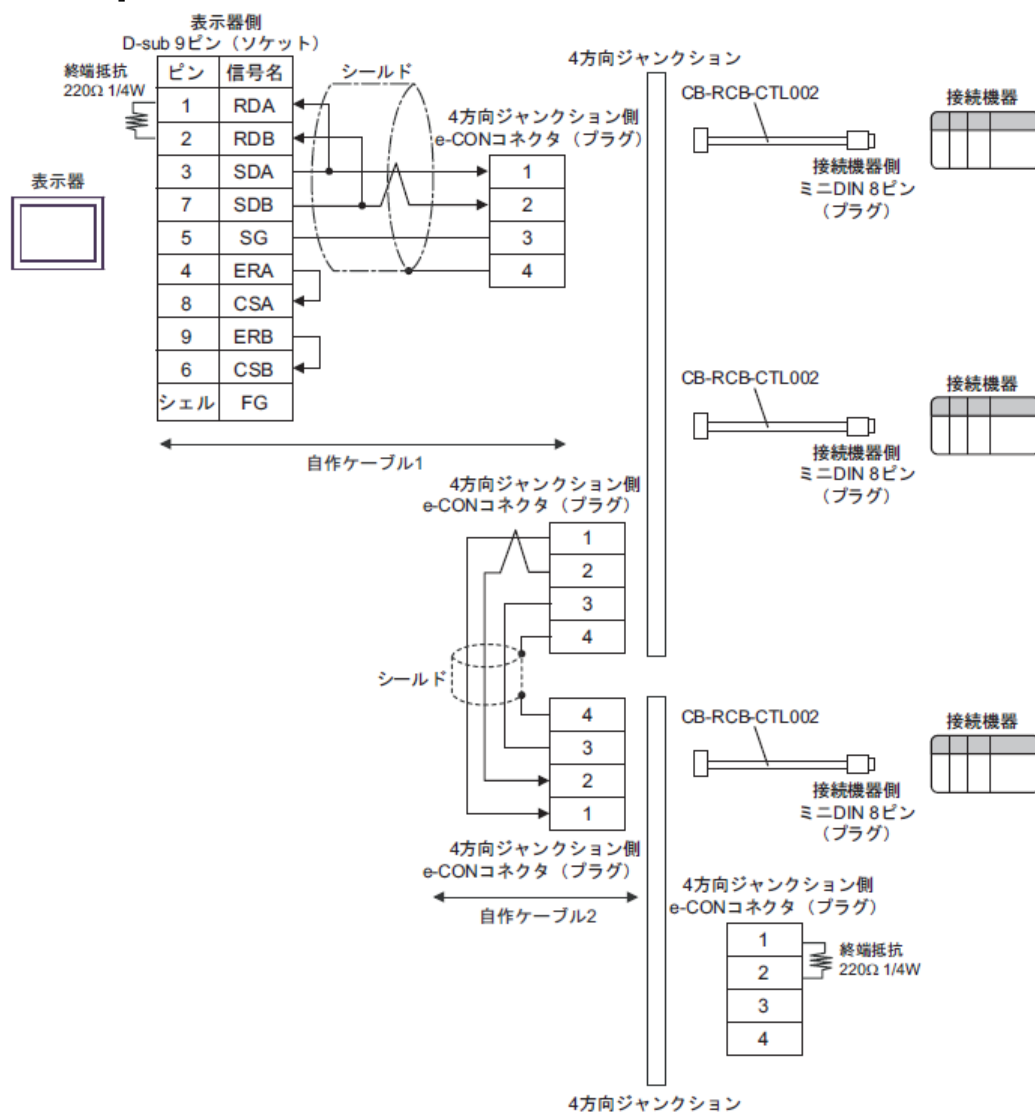 表示器側
D-sub 9ピン（ソケット）
終端抵抗
220Ω 1/4W
ピン 信号名
1 RDA
2 RDB
3 SDA
7 SDB
5 SG
4 ERA
8 CSA
9 ERB
6 CSB
シェル FG
シールド
表示器
4方向ジャンクション側
e-CONコネクタ（プラグ）
1
2
3
4
自作ケーブル1
4方向ジャンクション
CB-RCB-CTL002
接続機器
接続機器側
ミニDIN 8ピン
（プラグ）
CB-RCB-CTL002
接続機器
接続機器側
ミニDIN 8ピン
（プラグ）
4方向ジャンクション側
e-CONコネクタ（プラグ）
1
2
3
4
シールド
4
3
2
1
4方向ジャンクション側
e-CONコネクタ（プラグ）
自作ケーブル2
CB-RCB-CTL002
接続機器
接続機器側
ミニDIN 8ピン
（プラグ）
4方向ジャンクション側
e-CONコネクタ（プラグ）
1
2
3
4
終端抵抗
220Ω 1/4W
4方向ジャンクション